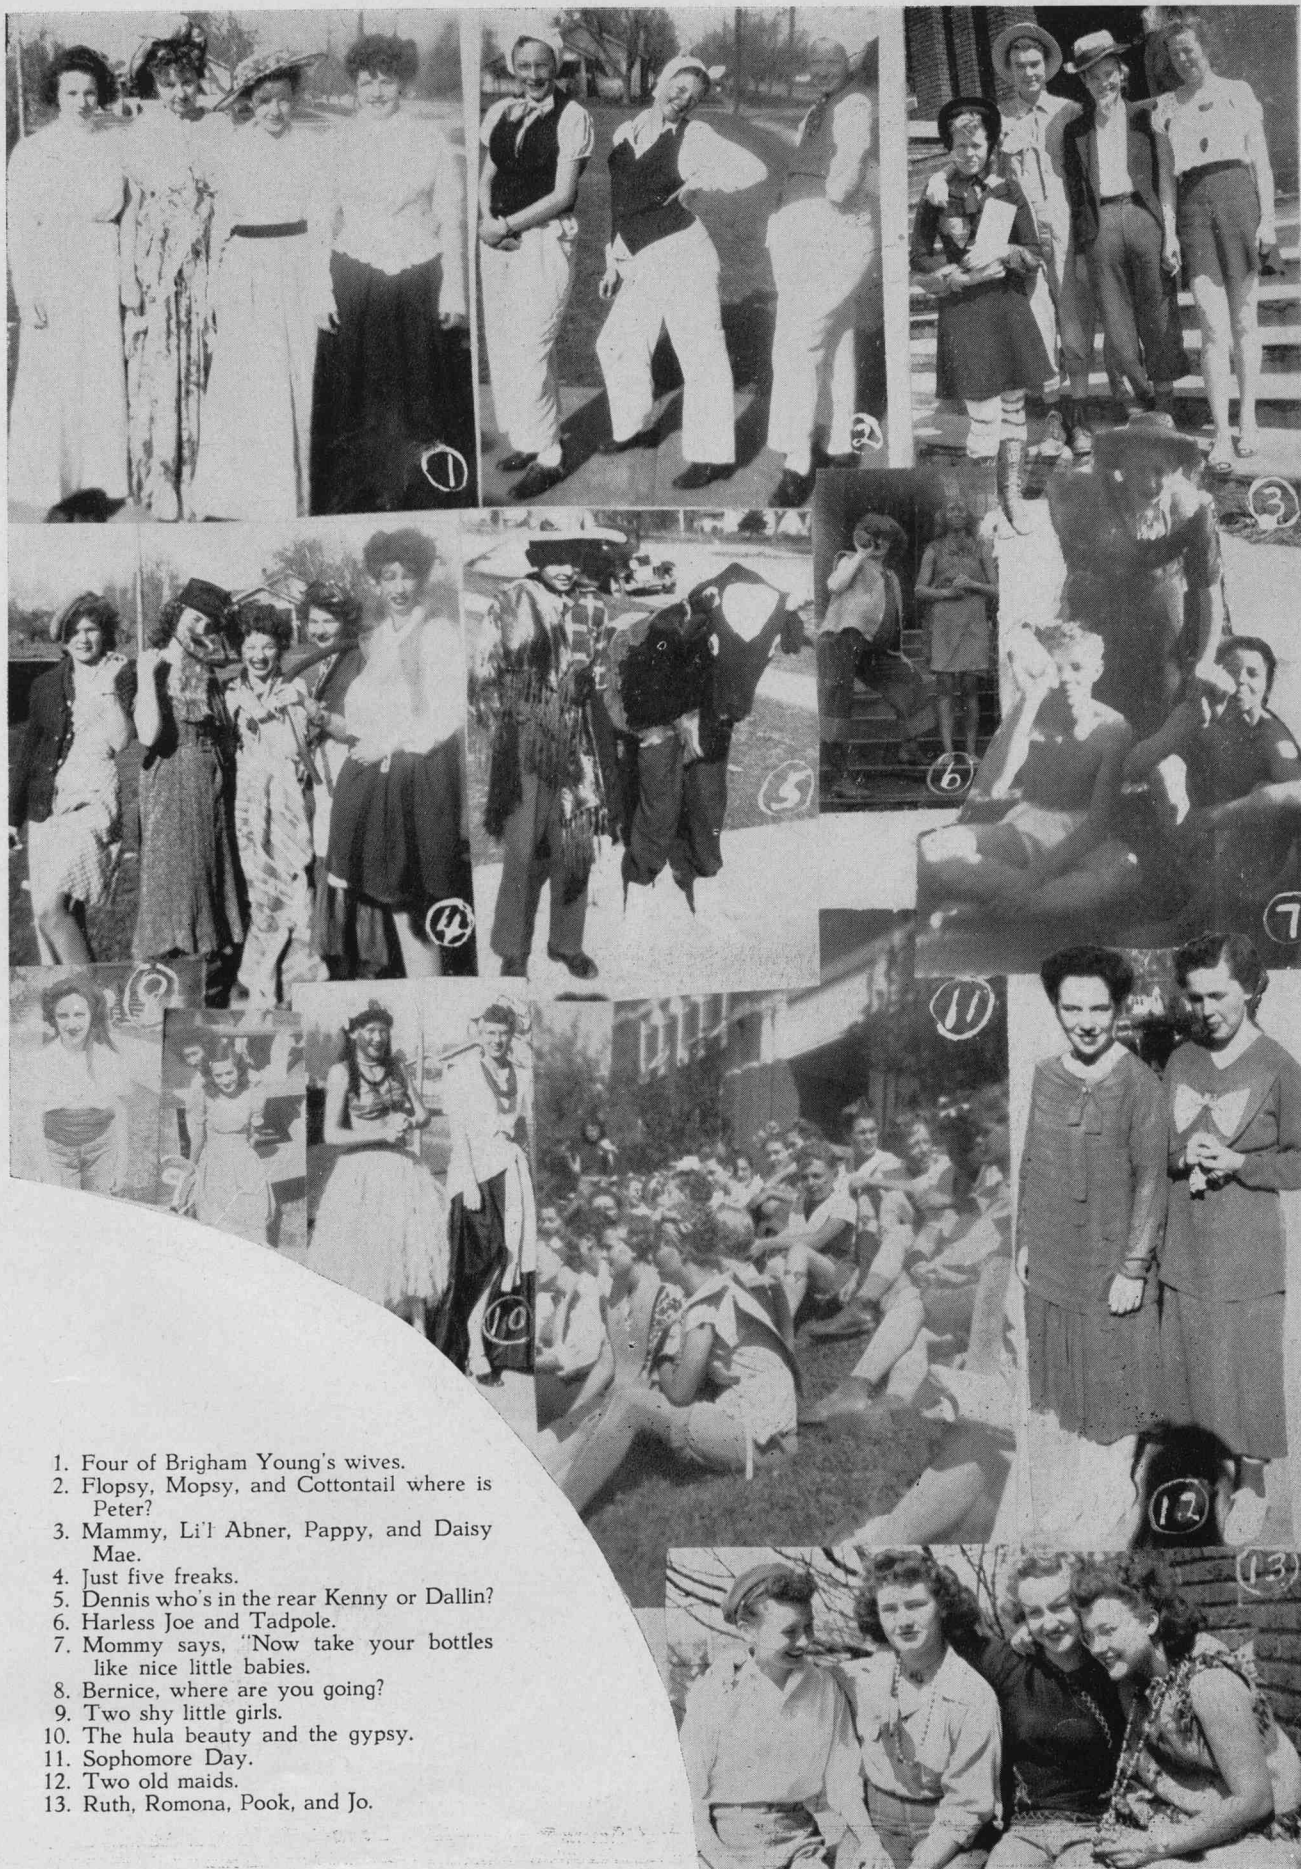 1
2
3
4
5
6
7
8
10
11
12
13
1. Four of Brigham Young's wives.
2. Flopsy, Mopsy, and Cottontail where is
Peter?
3. Mammy, Li'l Abner, Pappy, and Daisy
Mae.
4. Just five freaks.
5. Dennis who's in the rear Kenny or Dallin?
6. Harless Joe and Tadpole.
7. Mommy says, "Now take your bottles
like nice little babies.
8. Bernice, where are you going?
9. Two shy little girls.
10. The hula beauty and the gypsy.
11. Sophomore Day.
12. Two old maids.
13. Ruth, Romona, Pook, and Jo.